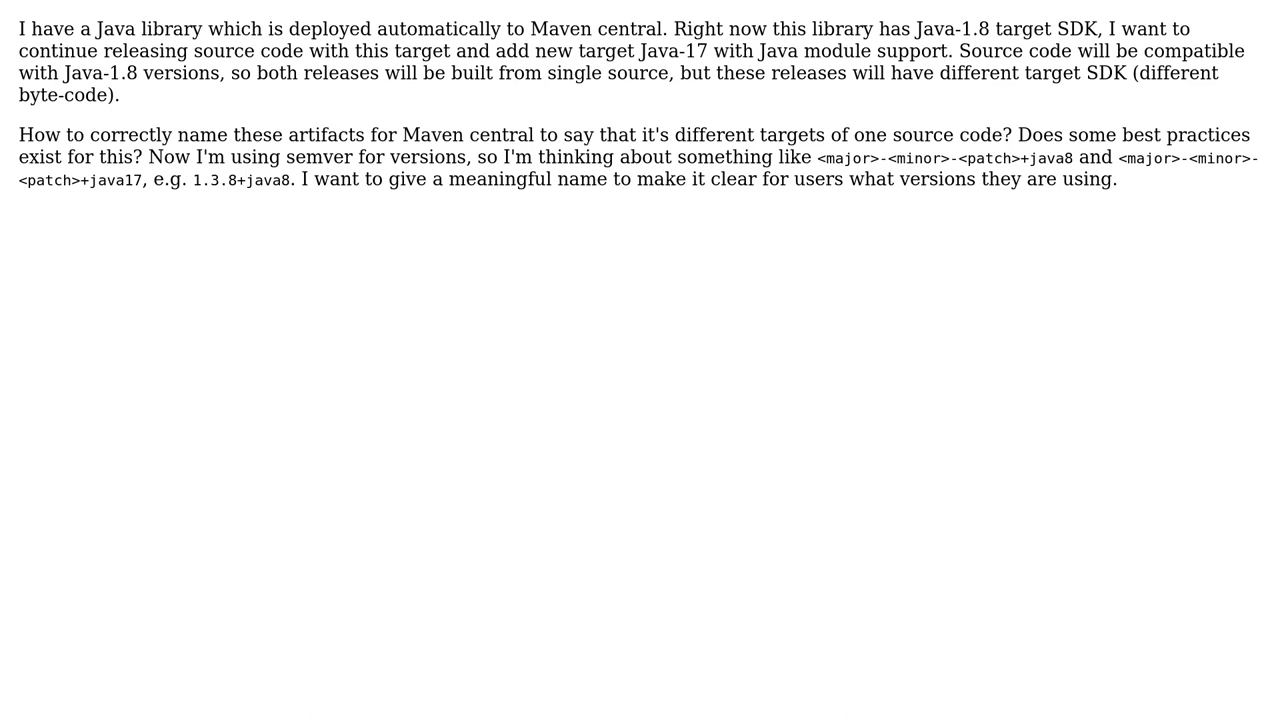 I have a Java library which is deployed automatically to Maven central. Right now this library has Java-1.8 target SDK, I want to
continue releasing source code with this target and add new target Java-17 with Java module support. Source code will be compatible
with Java-1.8 versions, so both releases will be built from single source, but these releases will have different target SDK (different
byte-code).
How to correctly name these artifacts for Maven central to say that it's different targets of one source code? Does some best practices
exist for this? Now I'm using semver for versions, so I'm thinking about something like <major>-<minor>-<patch>+java8 and <major>-<minor>-
<patch>+java17, e.g. 1.3.8+java8. I want to give a meaningful name to make it clear for users what versions they are using.